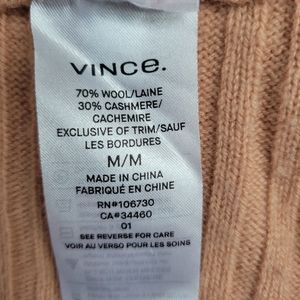 VINCE.
70% WOOL/LAINE
30% CASHMERE/
CACHEMIRE
EXCLUSIVE OF TRIM/SAUF
LES BORDURES
M/M
MADE IN CHINA
FABRIQUÉ EN CHINE
RN#106730
CA#34460
01
SEE REVERSE FOR CARE
VOIR AU VERSO POUR LES SOINS